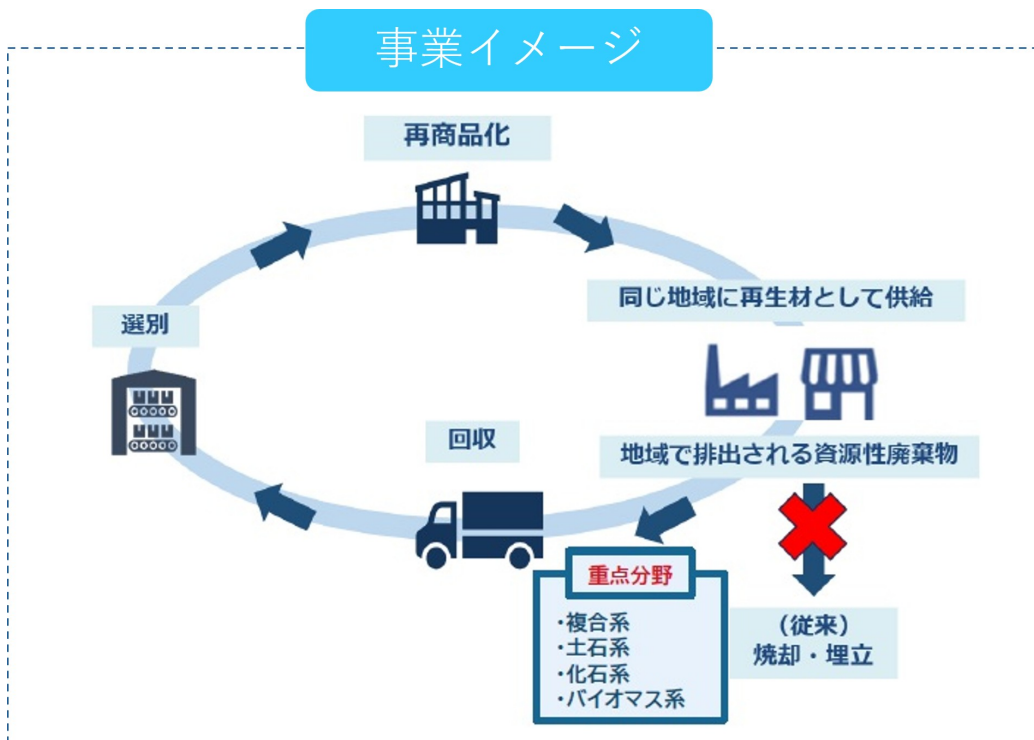 事業イメージ
再商品化
同じ地域に再生材として供給
選別
回収
地域で排出される資源性廃棄物
重点分野
・複合系
・土石系
・化石系
・バイオマス系
（従来）
焼却・埋立